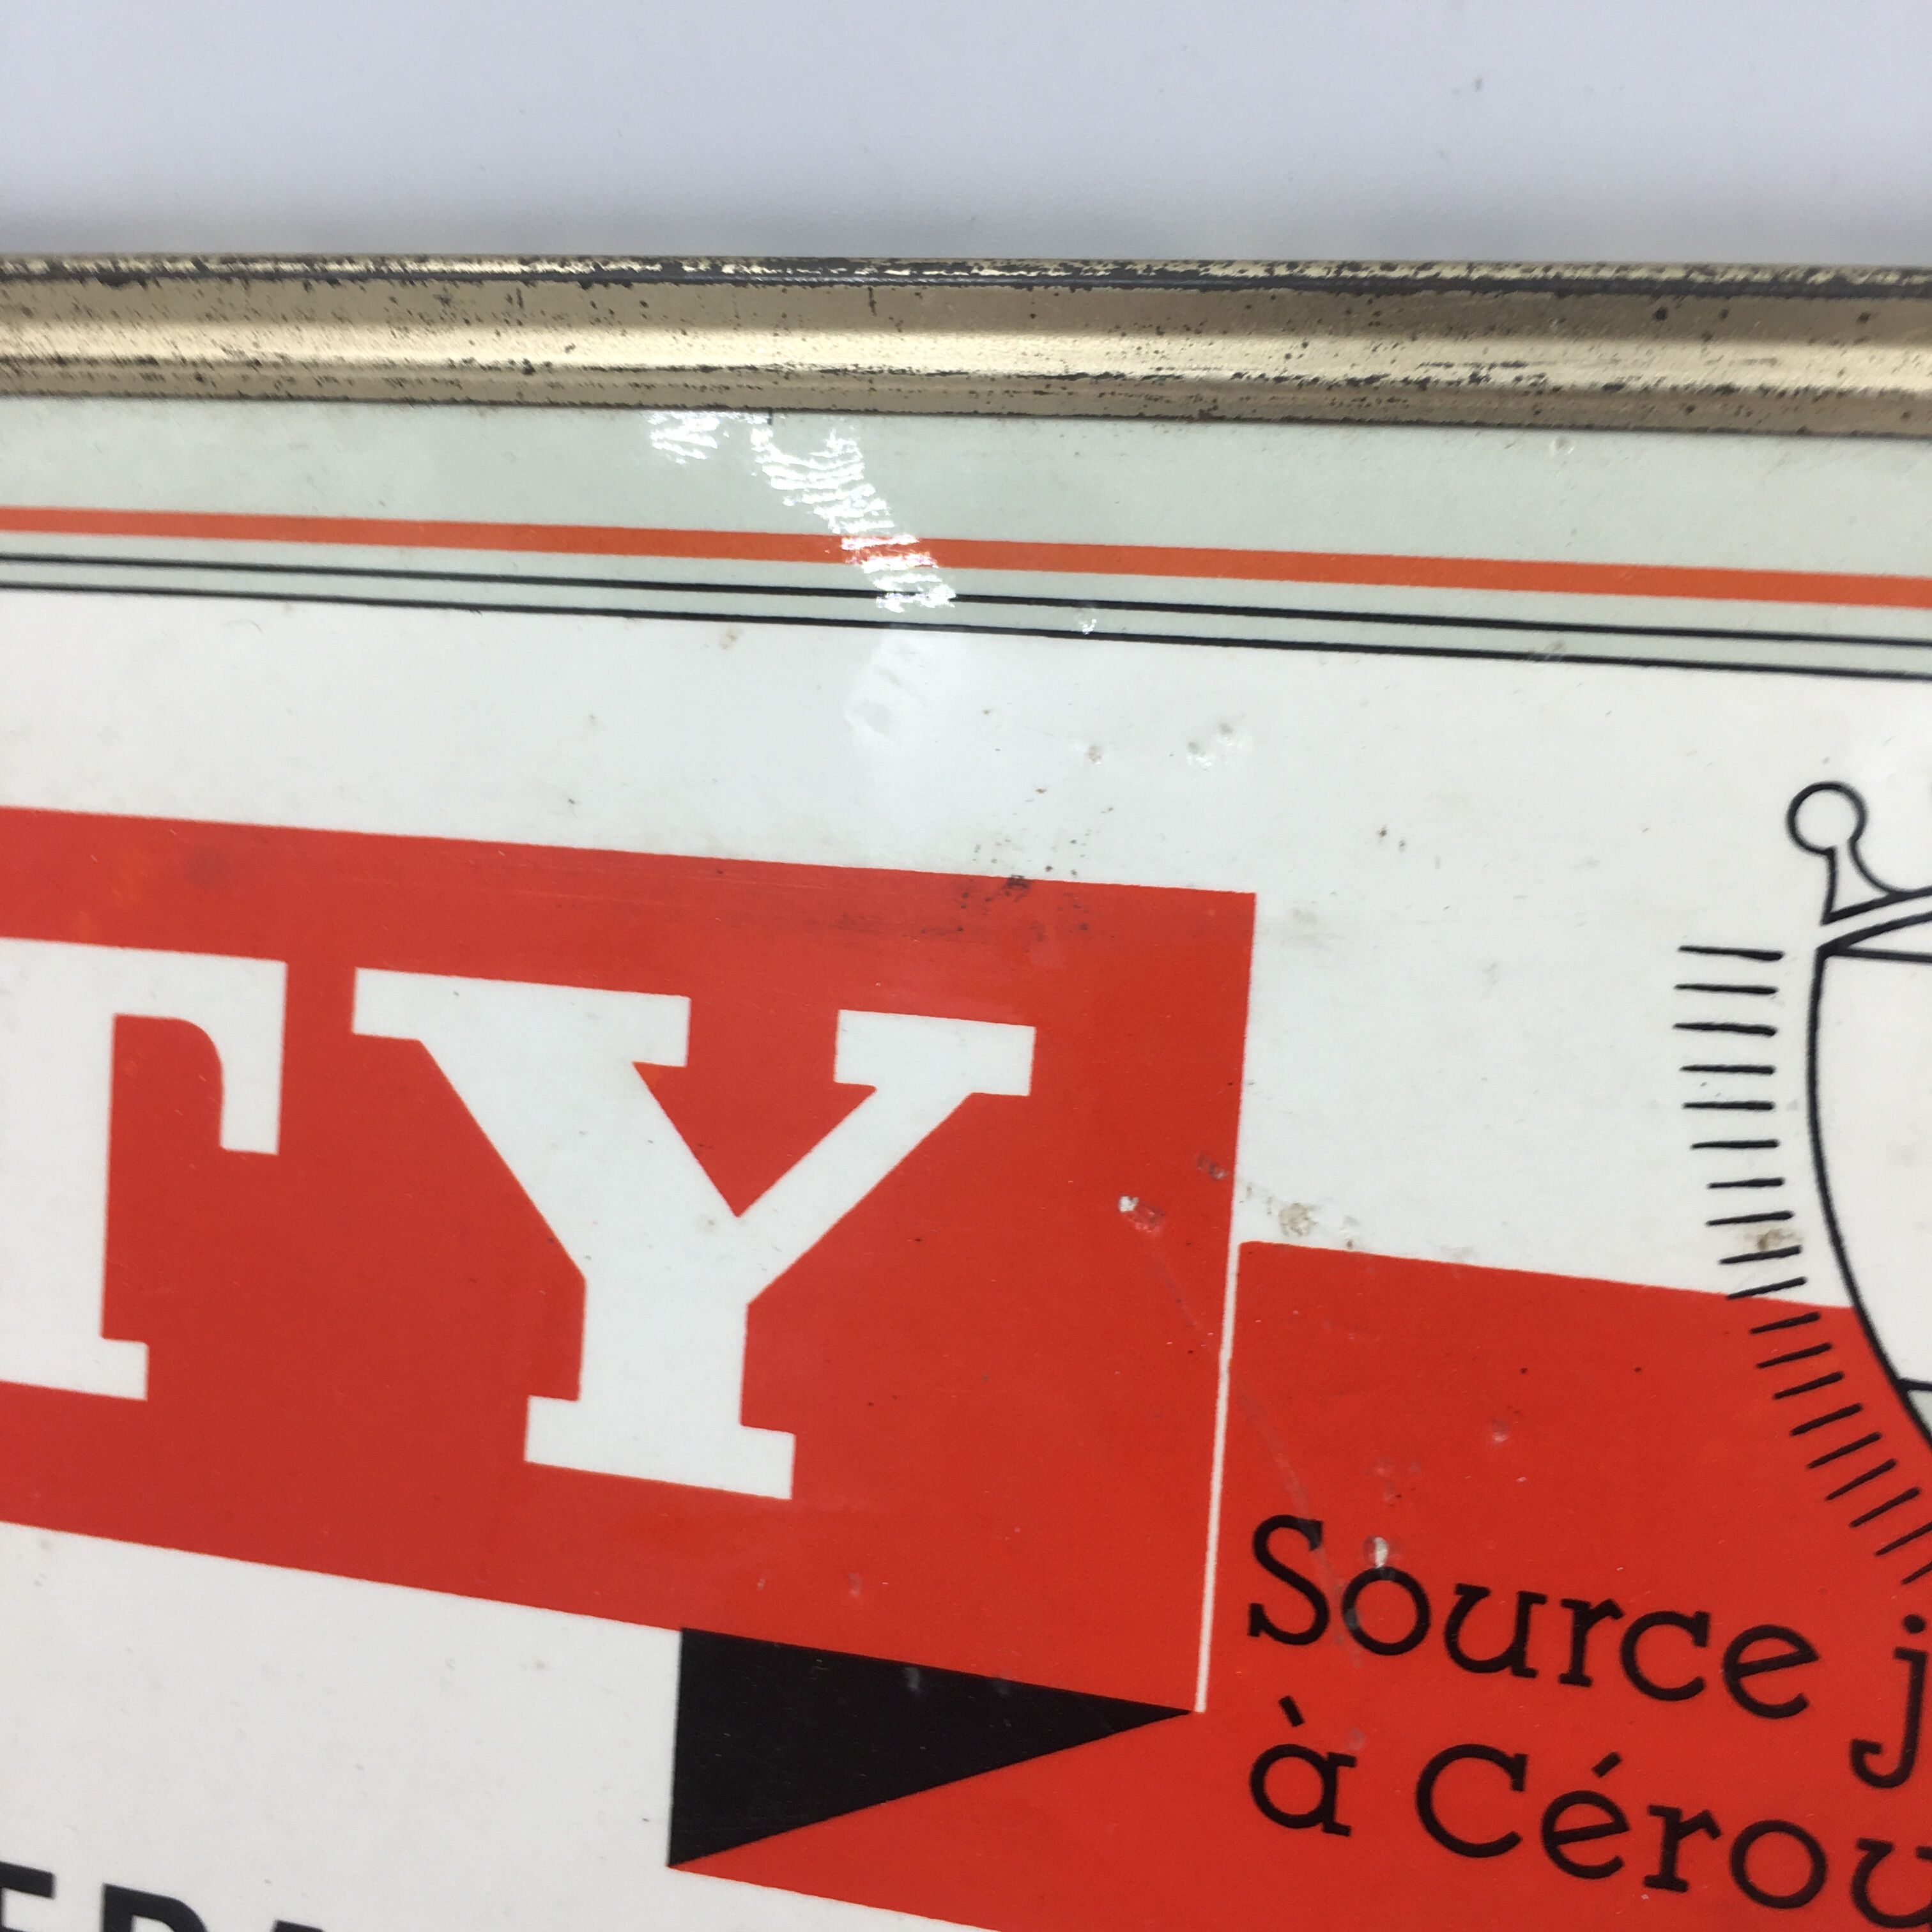 TY
Source j
à Cérou